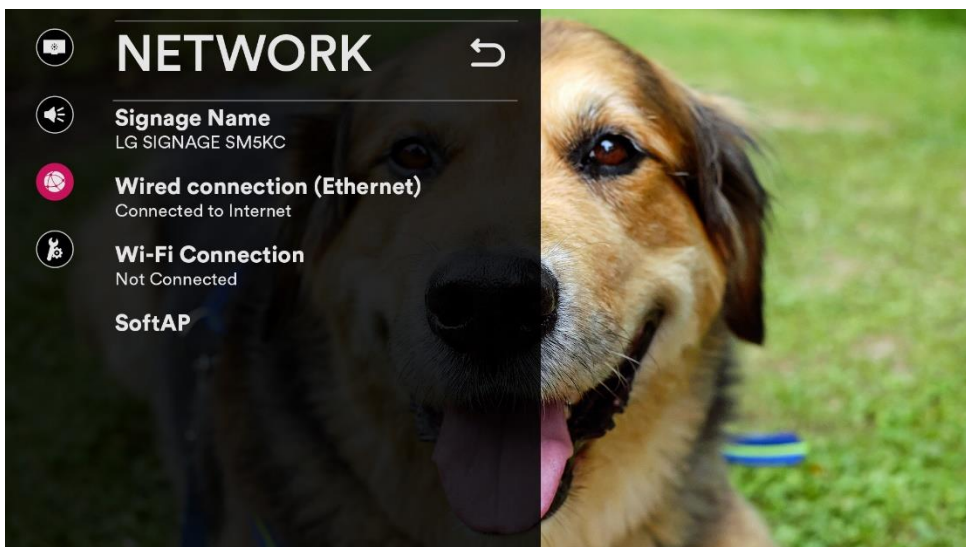 NETWORK
Signage Name
LG SIGNAGE SM5KC
Wired connection (Ethernet)
Connected to Internet
Wi-Fi Connection
Not Connected
SoftAP